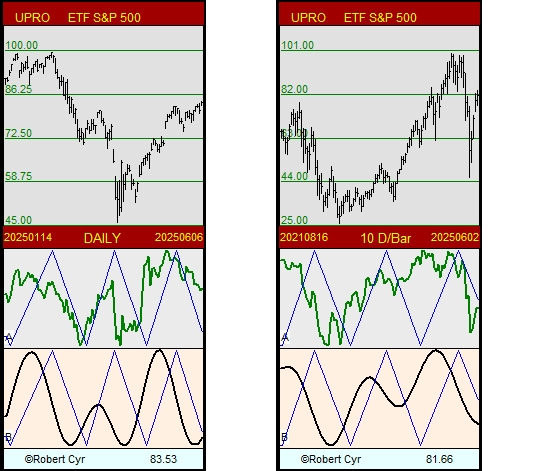 UPRO ETF S&P 500
100.00
86.25
72.50
58.75
45.00
20250114 DAILY 20250606
A
B
©Robert Cyr 83.53
UPRO ETF S&P 500
101.00
82.00
63.00
44.00
25.00
20210816 10 D/Bar 20250602
A
B
©Robert Cyr 81.66